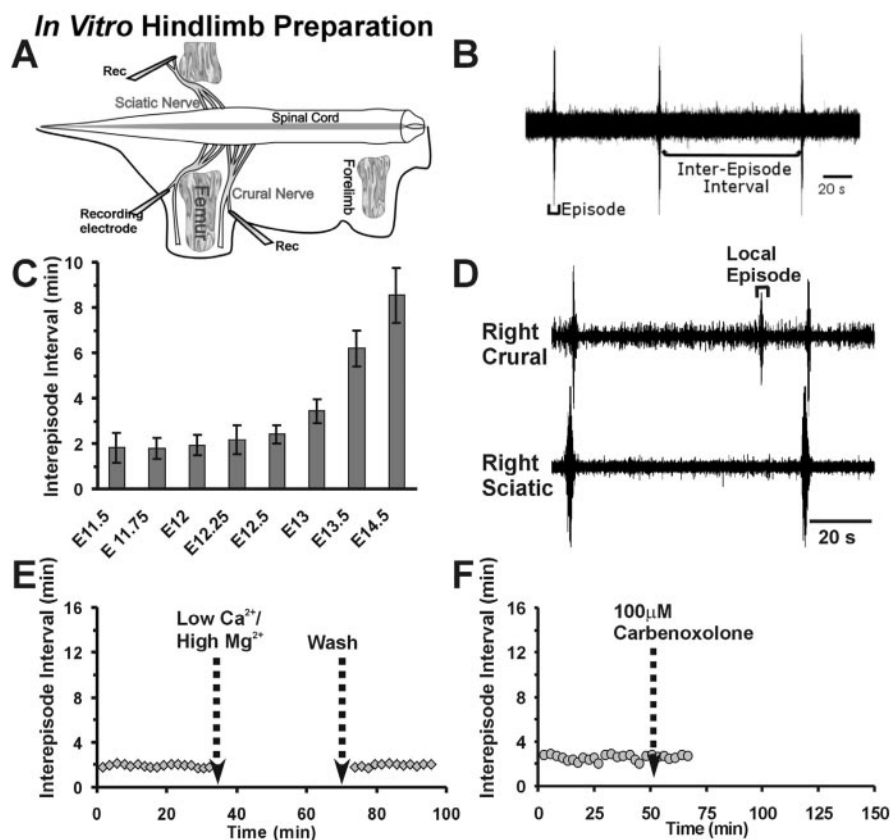 In Vitro Hindlimb Preparation
A
Rec
Sciatic Nerve
Spinal Cord
Femur
Crural Nerve
Forelimb
Recording
electrode
Rec
B
Inter-Episode
Interval
20 s
Episode
C
Interepisode Interval (min)
10
8
6
4
2
0
E11.5
E 11.75
E12
E12.25
E12.5
E13
E13.5
E14.5
D
Local
Episode
Right
Crural
Right
Sciatic
20 s
E
Interepisode Interval (min)
16
12
8
4
0
Low Ca²⁺/
High Mg²⁺
Wash
0 20 40 60 80 100
Time (min)
F
Interepisode Interval (min)
16
12
8
4
0
100µM
Carbenoxolone
0 25 50 75 100 125 150
Time (min)